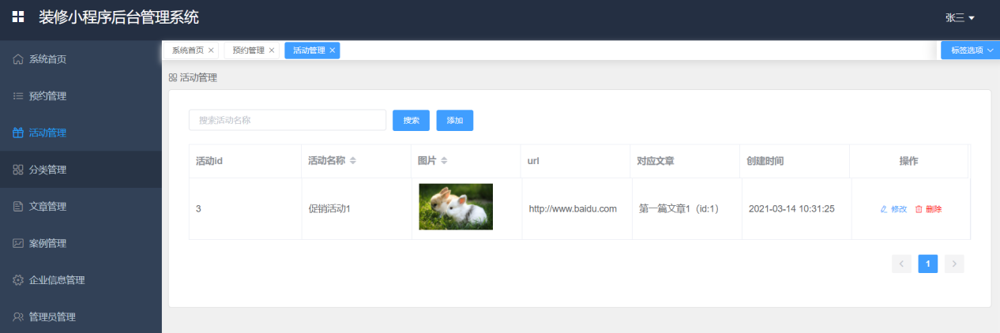 装修小程序后台管理系统
张三
系统首页
预约管理
活动管理
分类管理
文章管理
案例管理
企业信息管理
管理员管理
系统首页 预约管理 活动管理 标签选项
活动管理
搜索活动名称 搜索 添加
活动id 活动名称 图片 url 对应文章 创建时间 操作
3 促销活动1 http://www.baidu.com 第一篇文章1（id:1） 2021-03-14 10:31:25 修改 删除
1